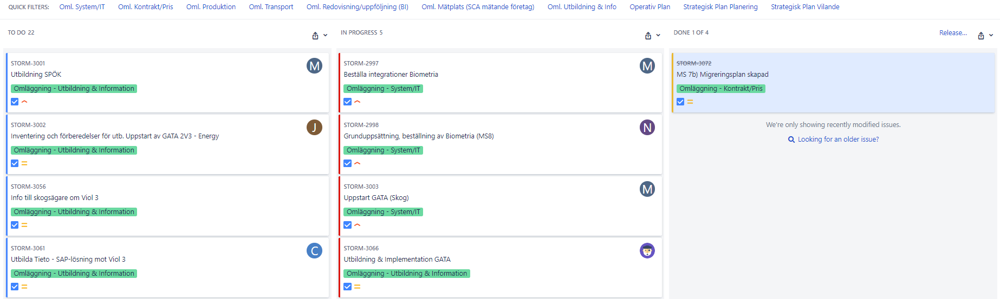 QUICK FILTERS: Oml. System/IT Oml. Kontrakt/Pris Oml. Produktion Oml. Transport Oml. Redovisning/uppföljning (BI) Oml. Mätplats (SCA mätande företag) Oml. Utbildning & Info Operativ Plan Strategisk Plan Planering Strategisk Plan Vilande
TO DO 22
STORM-3001
M
Utbildning SPÖK
Omläggning - Utbildning & Information
STORM-3002
J
Inventering och förberedelser för utb. Uppstart av GATA 2V3 - Energy
Omläggning - Utbildning & Information
STORM-3056
Info till skogsägare om Viol 3
Omläggning - Utbildning & Information
STORM-3061
C
Utbilda Tieto - SAP-lösning mot Viol 3
Omläggning - Utbildning & Information
IN PROGRESS 5
STORM-2997
M
Beställa integrationer Biometria
Omläggning - System/IT
STORM-2998
N
Grunduppsättning, beställning av Biometria (MS8)
Omläggning - System/IT
STORM-3003
M
Uppstart GATA (Skog)
Omläggning - System/IT
STORM-3066
Utbildning & Implementation GATA
Omläggning - Utbildning & Information
DONE 1 OF 4 Release...
STORM-3072
MS 7b) Migreringsplan skapad
Omläggning - Kontrakt/Pris
We're only showing recently modified issues.
Looking for an older issue?